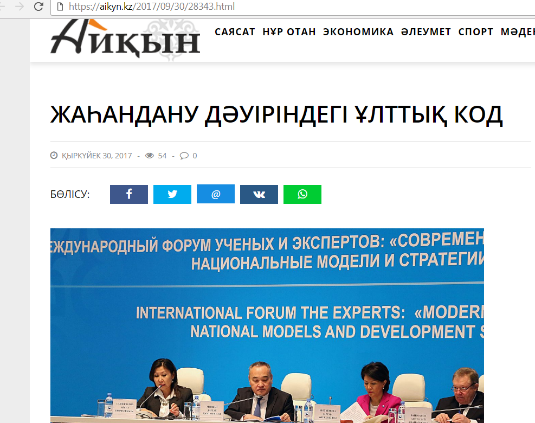 https://aikyn.kz/2017/09/30/28343.html
Айқын
САЯСАТ НҰР ОТАН ЭКОНОМИКА ӘЛЕУМЕТ СПОРТ МӘДЕН
ЖАҺАНДАНУ ДӘУІРІНДЕГІ ҰЛТТЫҚ КОД
ҚЫРКҮЙЕК 30, 2017 - 54 - 0
БӨЛІСУ:
ЕЖДУНАРОДНЫЙ ФОРУМ УЧЕНЫХ И ЭКСПЕРТОВ: «СОВРЕМЕН
НАЦИОНАЛЬНЫЕ МОДЕЛИ И СТРАТЕГИИ
INTERNATIONAL FORUM THE EXPERTS: «MODERN
NATIONAL MODELS AND DEVELOPMENT S